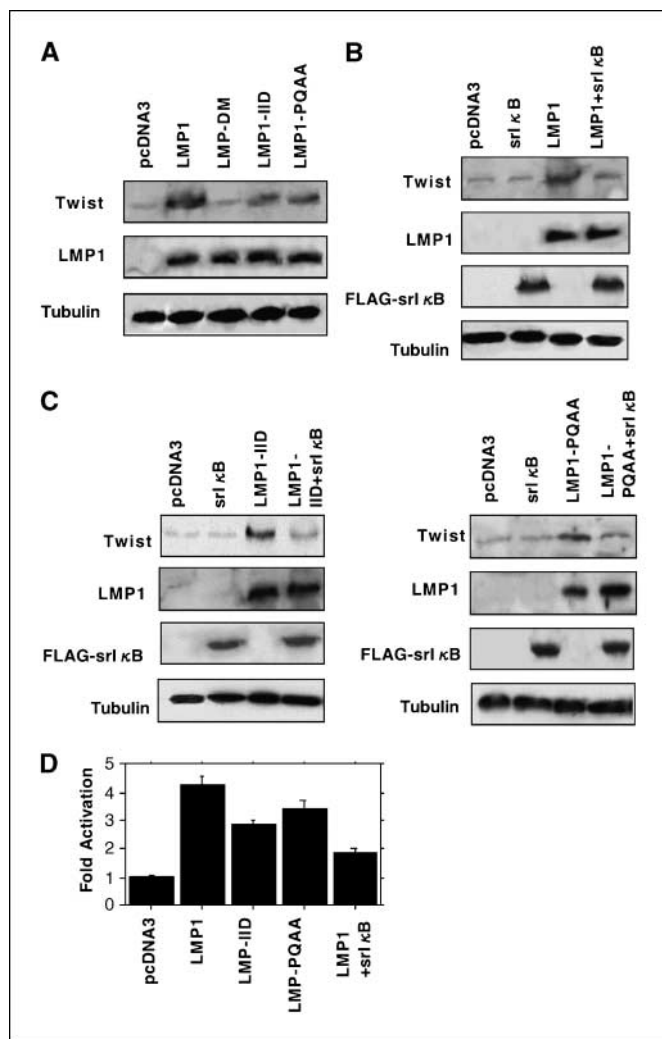 A
pcDNA3
LMP1
LMP-DM
LMP1-IID
LMP1-PQAA
Twist
LMP1
Tubulin
B
pcDNA3
srI κB
LMP1
LMP1+srI κB
Twist
LMP1
FLAG-srI κB
Tubulin
C
pcDNA3
srI κB
LMP1-IID
LMP1-
IID+srI κB
Twist
LMP1
FLAG-srI κB
Tubulin
pcDNA3
srI κB
LMP1-PQAA
LMP1-
PQAA+srI κB
Twist
LMP1
FLAG-srI κB
Tubulin
D
Fold Activation
5
4
3
2
1
0
pcDNA3
LMP1
LMP-IID
LMP-PQAA
LMP1
+srI κB